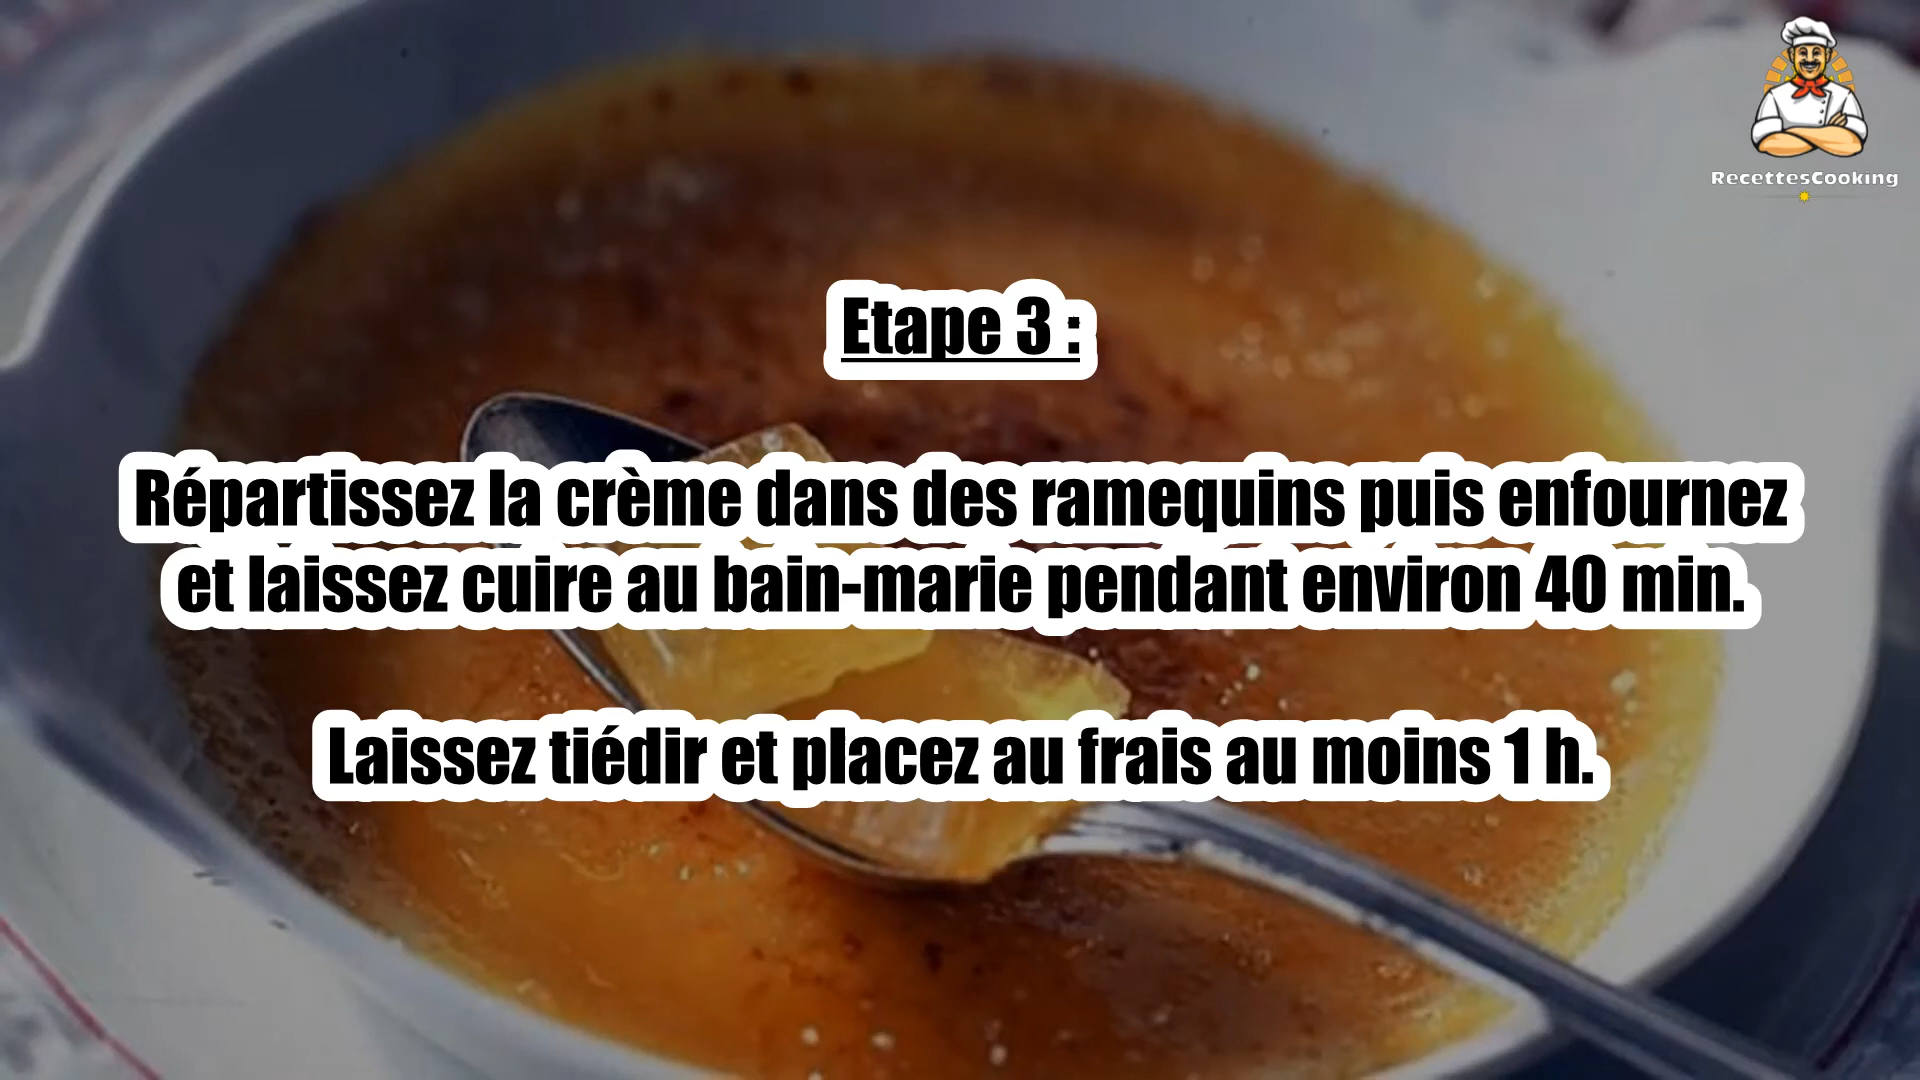 RecettesCooking
Etape 3 :
Répartissez la crème dans des ramequins puis enfournez
et laissez cuire au bain-marie pendant environ 40 min.
Laissez tiédir et placez au frais au moins 1 h.